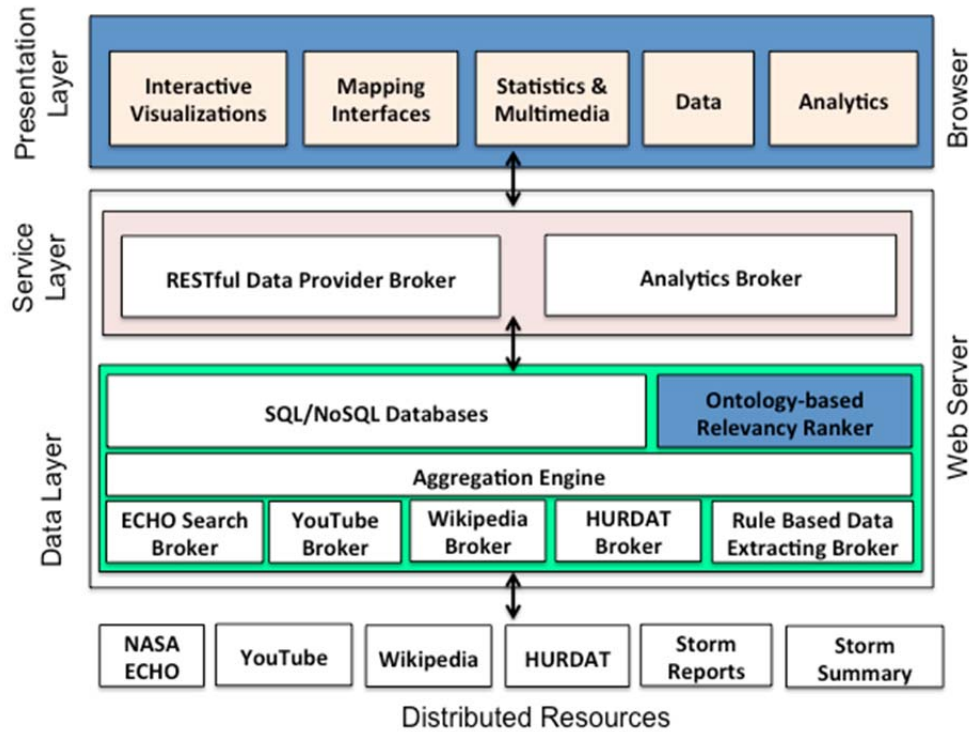 Presentation
Layer
Interactive
Visualizations
Mapping
Interfaces
Statistics &
Multimedia
Data
Analytics
Browser
Service
Layer
RESTful Data Provider Broker
Analytics Broker
Web Server
Data Layer
SQL/NoSQL Databases
Ontology-based
Relevancy Ranker
Aggregation Engine
ECHO Search
Broker
YouTube
Broker
Wikipedia
Broker
HURDAT
Broker
Rule Based Data
Extracting Broker
NASA
ECHO
YouTube
Wikipedia
HURDAT
Storm
Reports
Storm
Summary
Distributed Resources